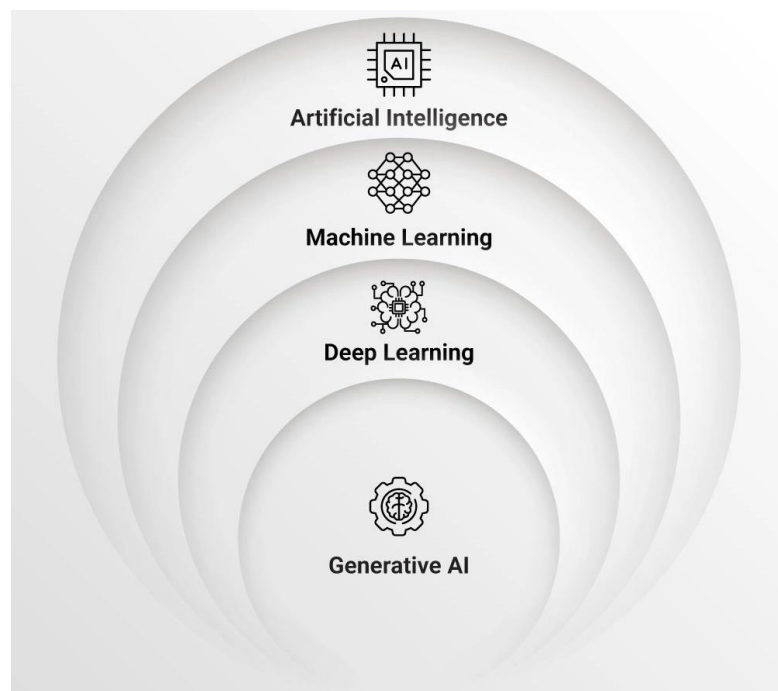 AI
Artificial Intelligence
Machine Learning
Deep Learning
Generative AI